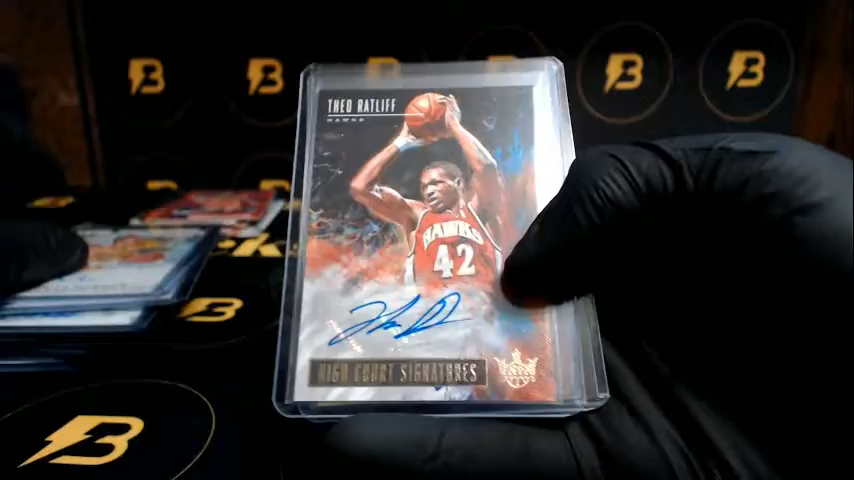 THEO RATLIFF
HAWKS
HAWKS
42
HIGH COURT SIGNATURES